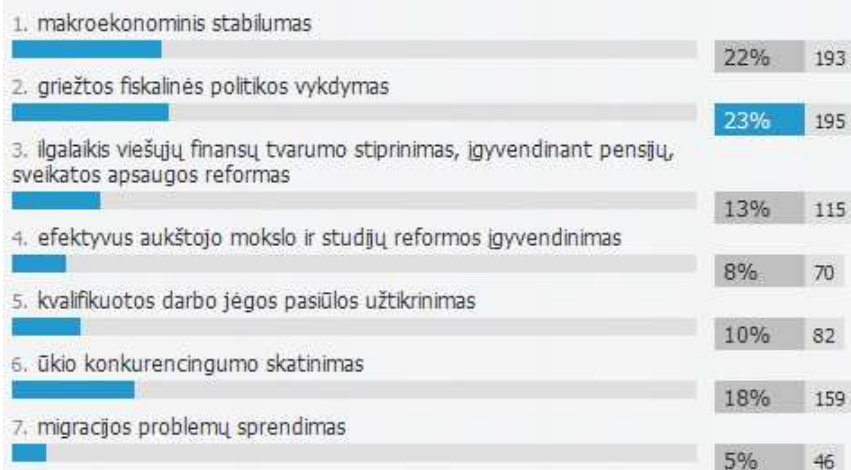 1. makroekonominis stabilumas
22% 193
2. griežtos fiskalinės politikos vykdymas
23% 195
3. ilgalaikis viešųjų finansų tvarumo stiprinimas, įgyvendinant pensijų,
sveikatos apsaugos reformas
13% 115
4. efektyvus aukštojo mokslo ir studijų reformos įgyvendinimas
8% 70
5. kvalifikuotos darbo jėgos pasiūlos užtikrinimas
10% 82
6. ūkio konkurencingumo skatinimas
18% 159
7. migracijos problemų sprendimas
5% 46